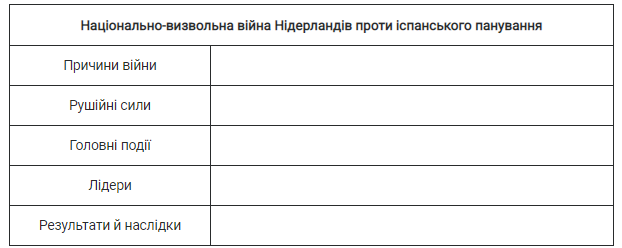 Національно-визвольна війна Нідерландів проти іспанського панування
Причини війни
Рушійні сили
Головні події
Лідери
Результати й наслідки